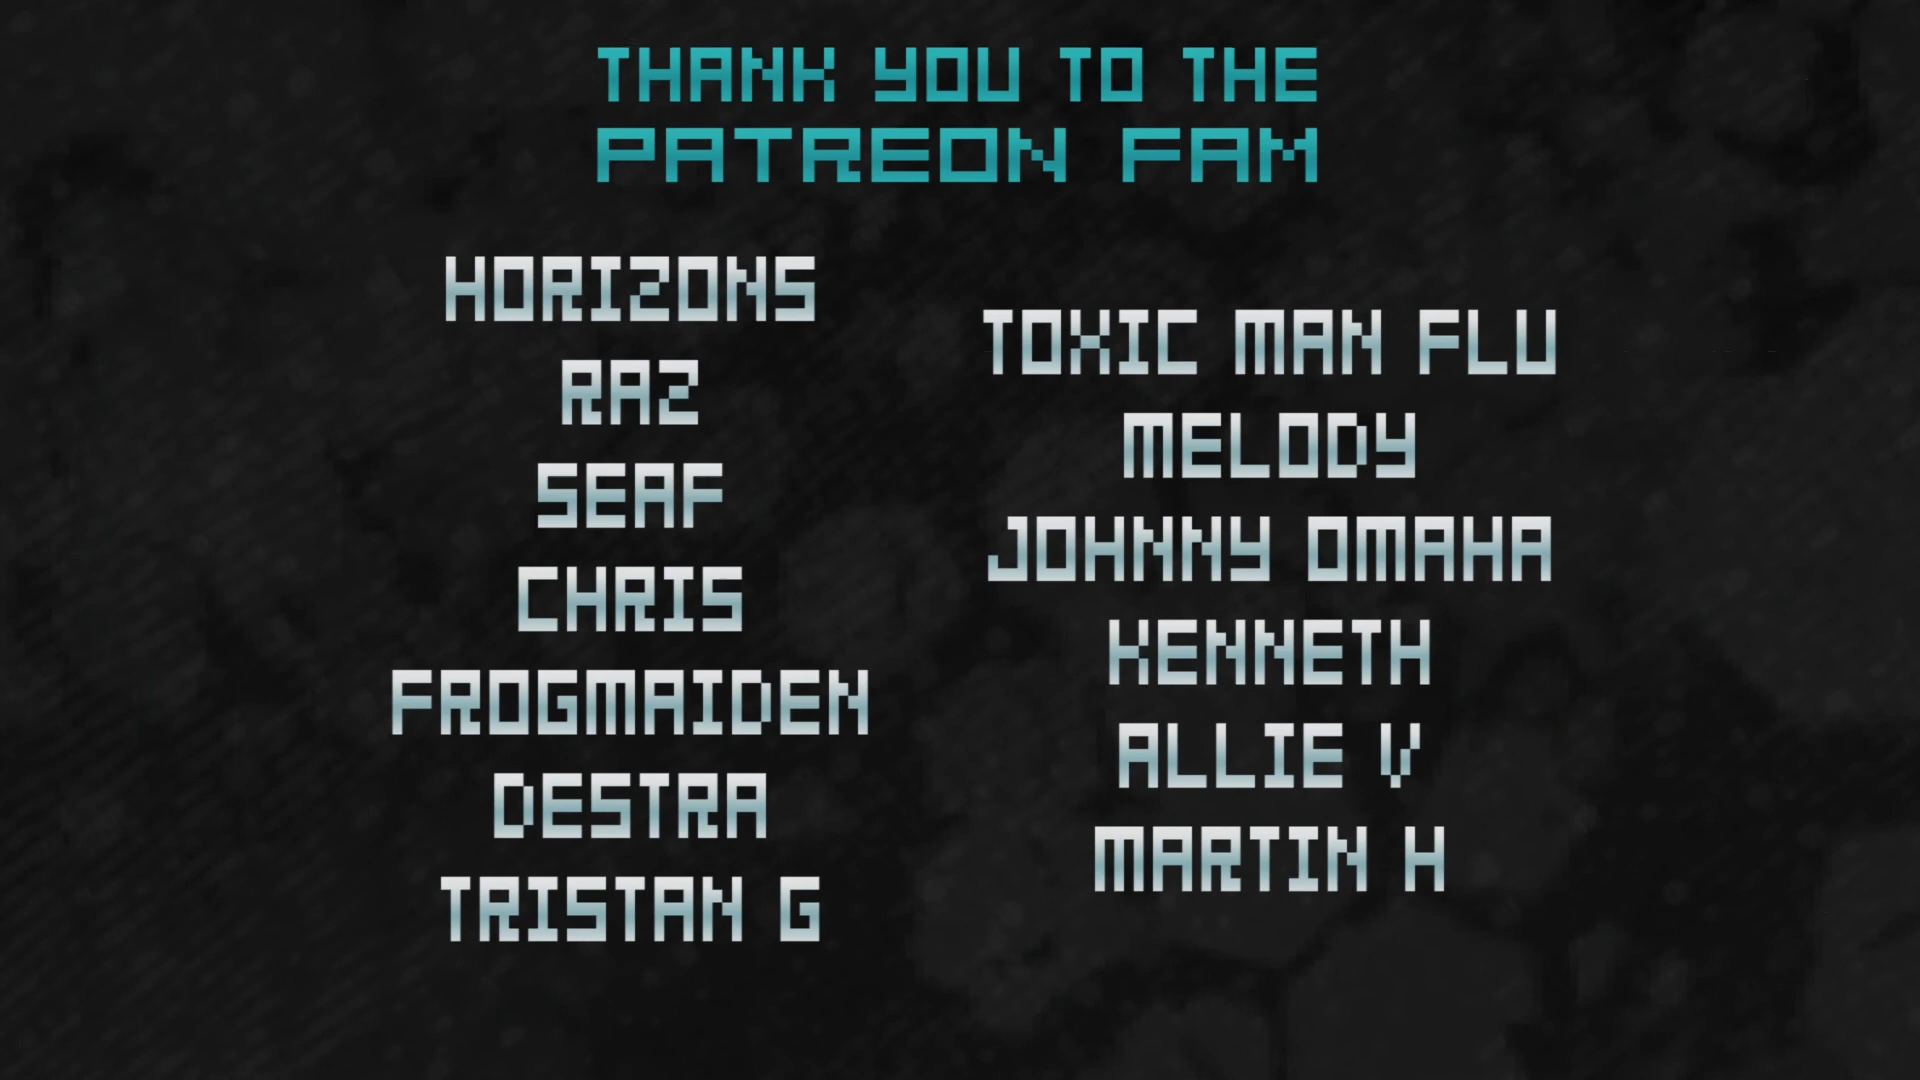 THANK YOU TO THE
PATREON FAM
HORIZONS
RAZ
SEAF
CHRIS
FROGMAIDEN
DESTRA
TRISTAN G
TOXIC MAN FLU
MELODY
JOHNNY OMAHA
KENNETH
ALLIE V
MARTIN H